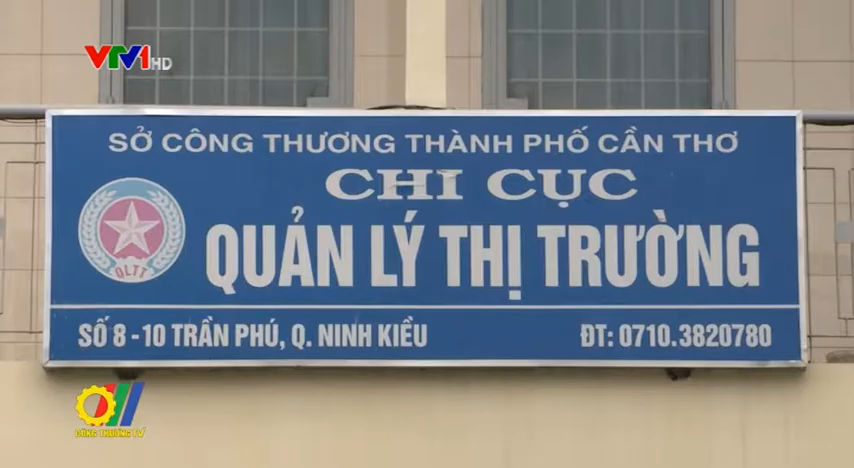 VTV1 HD
SỞ CÔNG THƯƠNG THÀNH PHỐ CẦN THƠ
CHI CỤC
QUẢN LÝ THỊ TRƯỜNG
QLTT
SỐ 8 - 10 TRẦN PHÚ, Q. NINH KIỀU
ĐT: 0710.3820780
CÔNG THƯƠNG TV